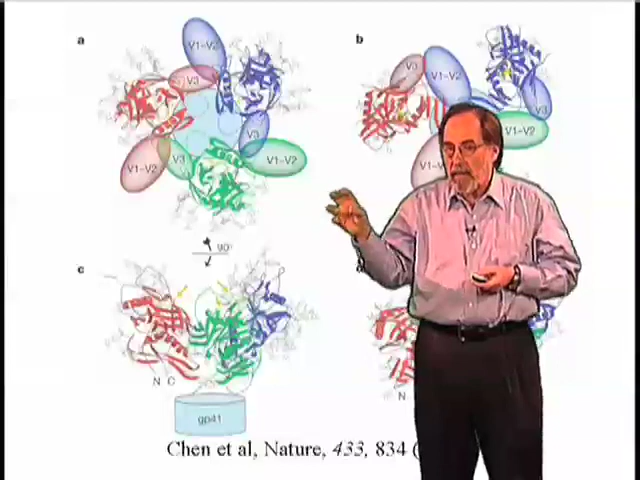 a
V1–V2
V3
V3
V1–V2
V3
V1–V2
b
V3
V1–V2
V3
V1–V2
V1–V
90°
c
N C
gp41
N
Chen et al, Nature, 433, 834 (